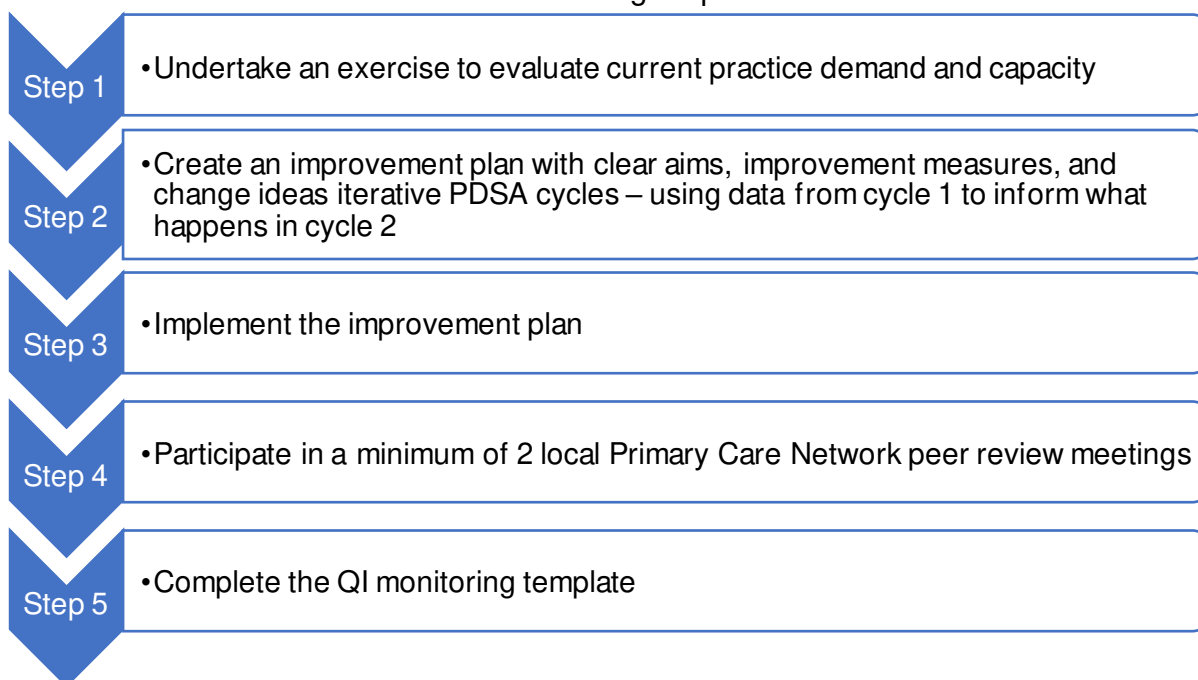 Step 1
•Undertake an exercise to evaluate current practice demand and capacity
Step 2
•Create an improvement plan with clear aims, improvement measures, and
change ideas iterative PDSA cycles – using data from cycle 1 to inform what
happens in cycle 2
Step 3
•Implement the improvement plan
Step 4
•Participate in a minimum of 2 local Primary Care Network peer review meetings
Step 5
•Complete the QI monitoring template